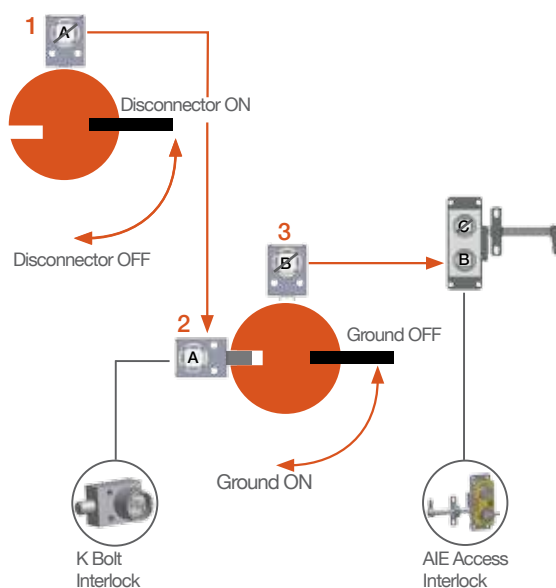 1
A
Disconnector ON
Disconnector OFF
3
B
C
B
2
A
Ground OFF
Ground ON
K Bolt
Interlock
AIE Access
Interlock